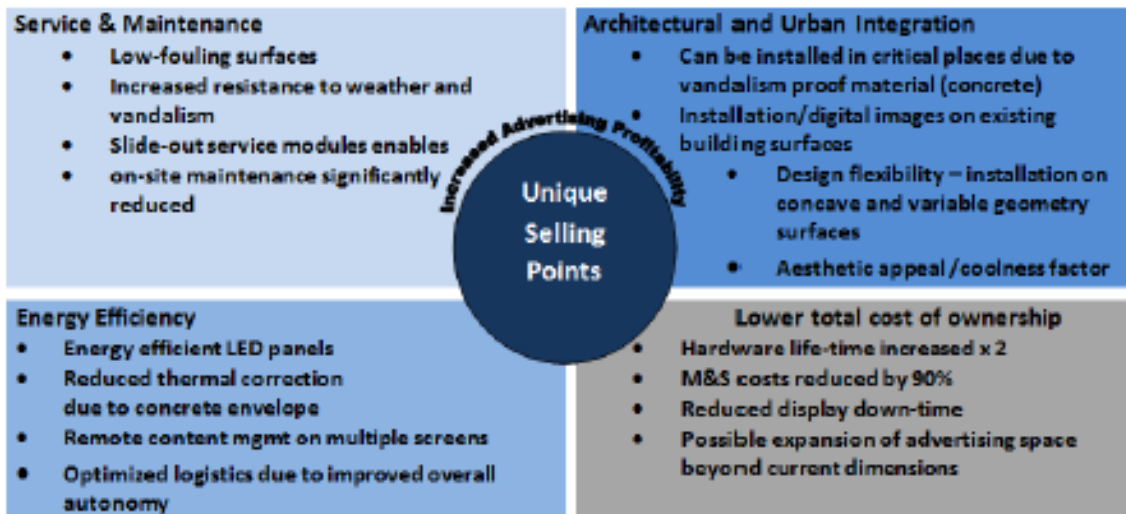 Service & Maintenance
Low-fouling surfaces
Increased resistance to weather and
vandalism
Slide-out service modules enables
on-site maintenance significantly
reduced
Architectural and Urban Integration
Can be installed in critical places due to
vandalism proof material (concrete)
Installation/digital images on existing
building surfaces
Design flexibility – installation on
concave and variable geometry
surfaces
Aesthetic appeal/coolness factor
Increased Advertising Profitability
Unique
Selling
Points
Energy Efficiency
Energy efficient LED panels
Reduced thermal correction
due to concrete envelope
Remote content mgmt on multiple screens
Optimized logistics due to improved overall
autonomy
Lower total cost of ownership
Hardware life-time increased x 2
M&S costs reduced by 90%
Reduced display down-time
Possible expansion of advertising space
beyond current dimensions